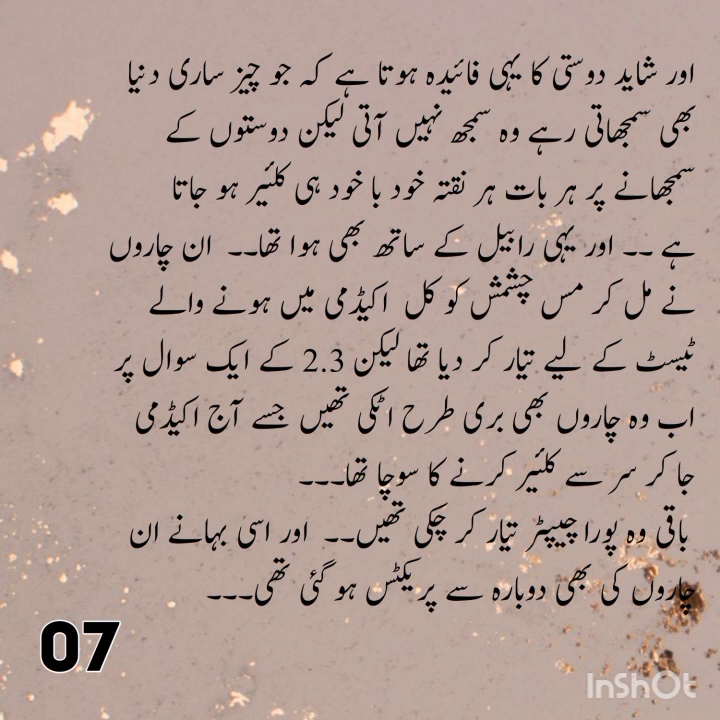 اور شاید دوستی کا یہی فائیدہ ہوتا ہے کہ جو چیز ساری دنیا
بھی سمجھاتی رہے وہ سمجھ نہیں آتی لیکن دوستوں کے
سمجھانے پر ہر بات ہر نقتہ خود با خود ہی کلئیر ہو جاتا
ہے ۔۔ اور یہی رابیل کے ساتھ بھی ہوا تھا۔۔ ان چاروں
نے مل کر مس چشمش کو کل اکیڈمی میں ہونے والے
ٹیسٹ کے لیے تیار کر دیا تھا لیکن 2.3 کے ایک سوال پر
اب وہ چاروں بھی بری طرح اٹکی تھیں جسے آج اکیڈمی
جا کر سر سے کلئیر کرنے کا سوچا تھا۔۔۔
باقی وہ پورا چیپٹر تیار کر چکی تھیں۔۔ اور اسی بہانے ان
چاروں کی بھی دوبارہ سے پریکٹس ہو گئی تھی۔۔۔
07
InShOt